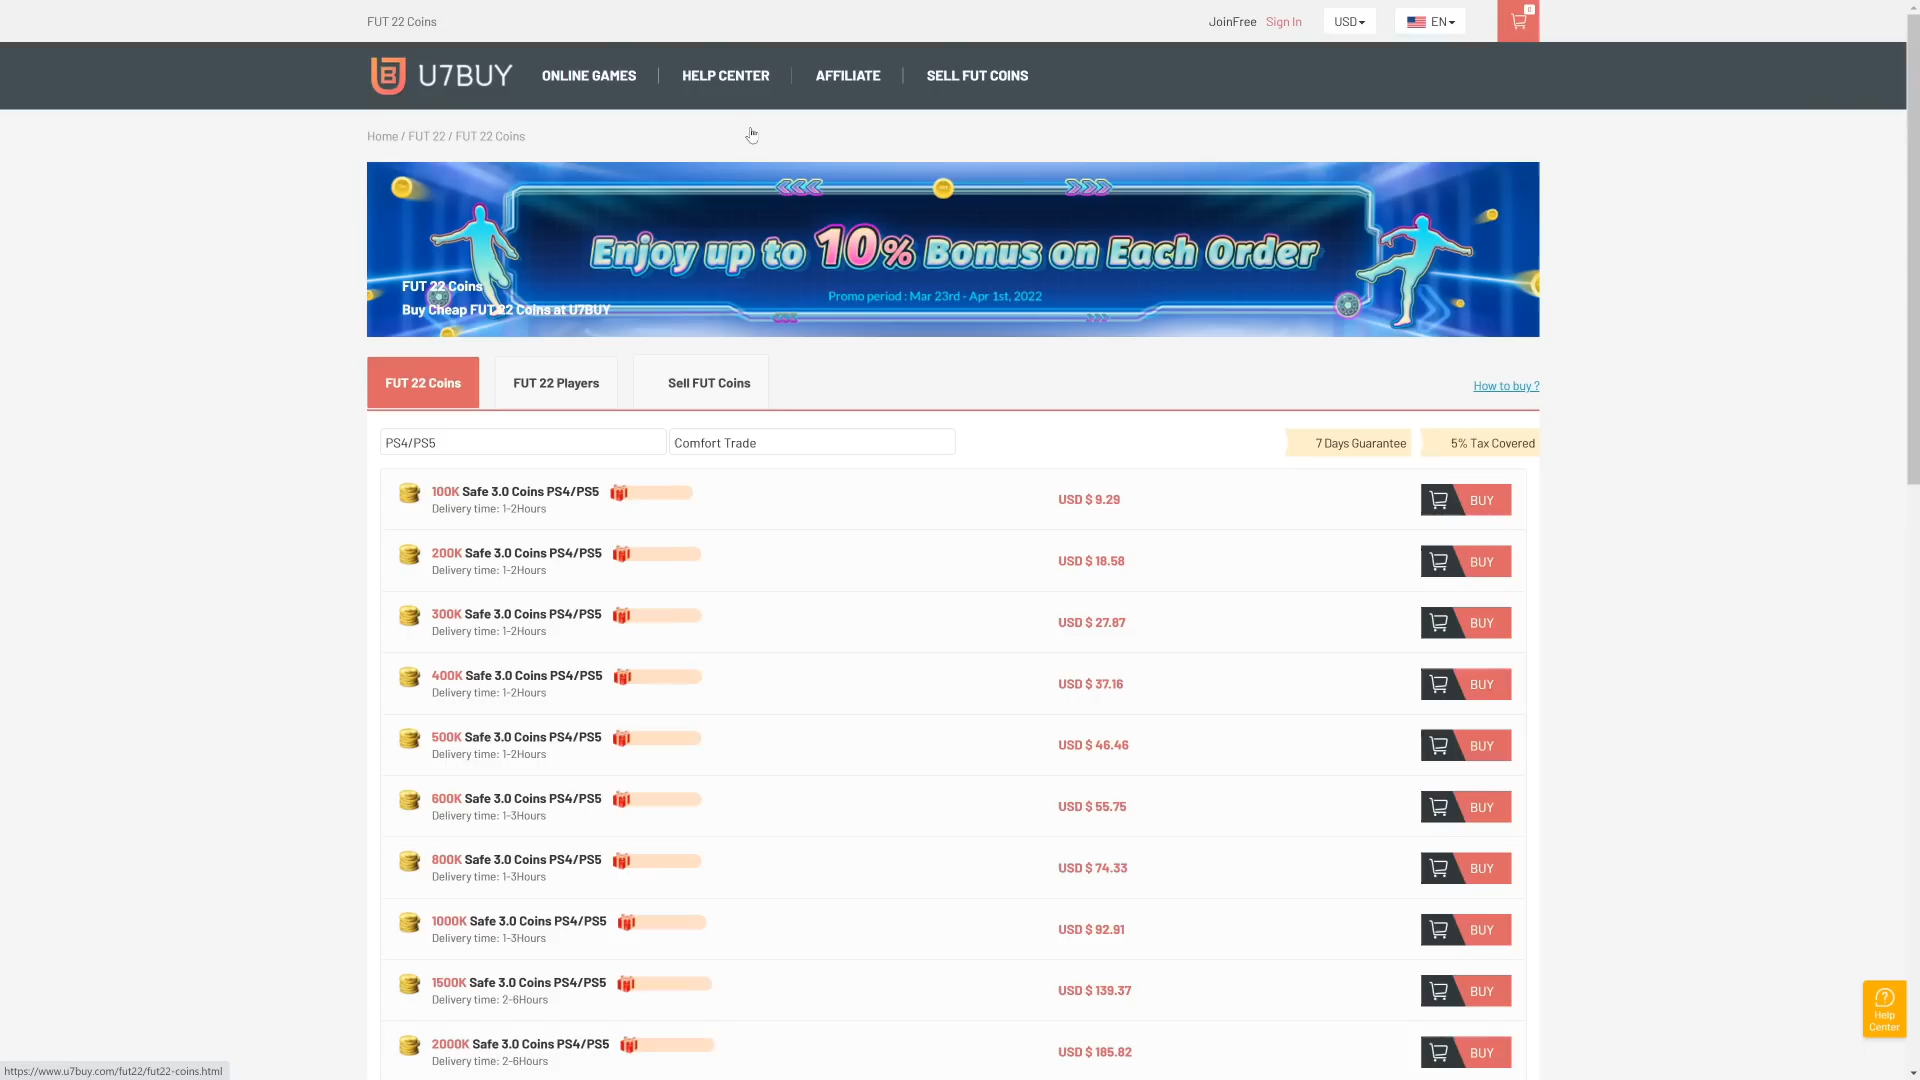 FUT 22 Coins
JoinFree Sign In USD EN 0
U7BUY ONLINE GAMES HELP CENTER AFFILIATE SELL FUT COINS
Home / FUT 22 / FUT 22 Coins
Enjoy up to 10% Bonus on Each Order
Promo period : Mar 23rd - Apr 1st, 2022
FUT 22 Coins
Buy Cheap FUT 22 Coins at U7BUY
FUT 22 Coins FUT 22 Players Sell FUT Coins How to buy ?
PS4/PS5 Comfort Trade 7 Days Guarantee 5% Tax Covered
100K Safe 3.0 Coins PS4/PS5
Delivery time: 1-2Hours
USD $ 9.29 BUY
200K Safe 3.0 Coins PS4/PS5
Delivery time: 1-2Hours
USD $ 18.58 BUY
300K Safe 3.0 Coins PS4/PS5
Delivery time: 1-2Hours
USD $ 27.87 BUY
400K Safe 3.0 Coins PS4/PS5
Delivery time: 1-2Hours
USD $ 37.16 BUY
500K Safe 3.0 Coins PS4/PS5
Delivery time: 1-2Hours
USD $ 46.46 BUY
600K Safe 3.0 Coins PS4/PS5
Delivery time: 1-3Hours
USD $ 55.75 BUY
800K Safe 3.0 Coins PS4/PS5
Delivery time: 1-3Hours
USD $ 74.33 BUY
1000K Safe 3.0 Coins PS4/PS5
Delivery time: 1-3Hours
USD $ 92.91 BUY
1500K Safe 3.0 Coins PS4/PS5
Delivery time: 2-6Hours
USD $ 139.37 BUY
2000K Safe 3.0 Coins PS4/PS5
Delivery time: 2-6Hours
USD $ 185.82 BUY
Help
Center
https://www.u7buy.com/fut22/fut22-coins.html